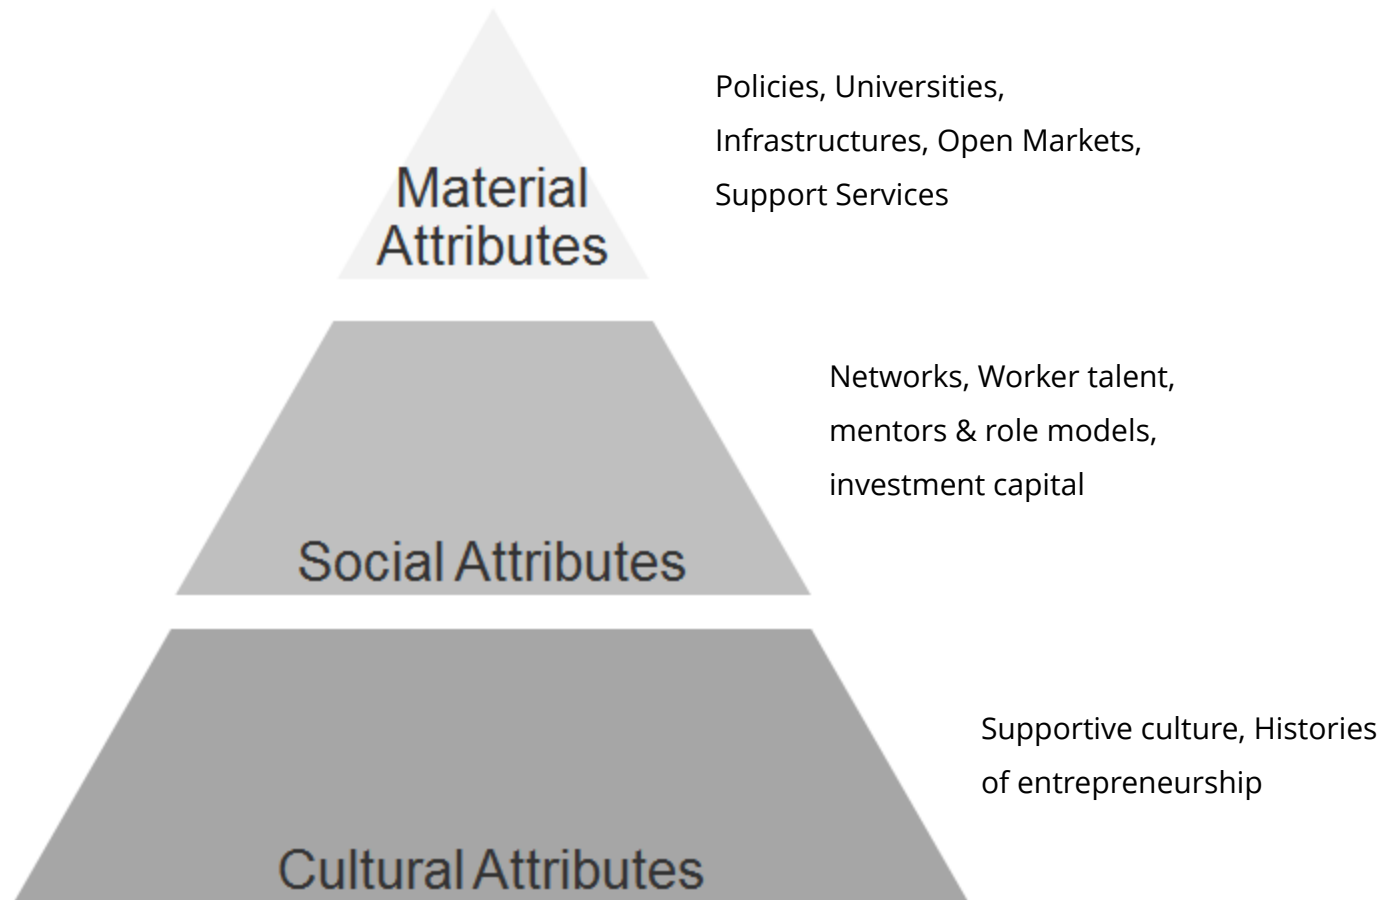 Policies, Universities,
Infrastructures, Open Markets,
Support Services
Material
Attributes
Networks, Worker talent,
mentors & role models,
investment capital
Social Attributes
Supportive culture, Histories
of entrepreneurship
Cultural Attributes